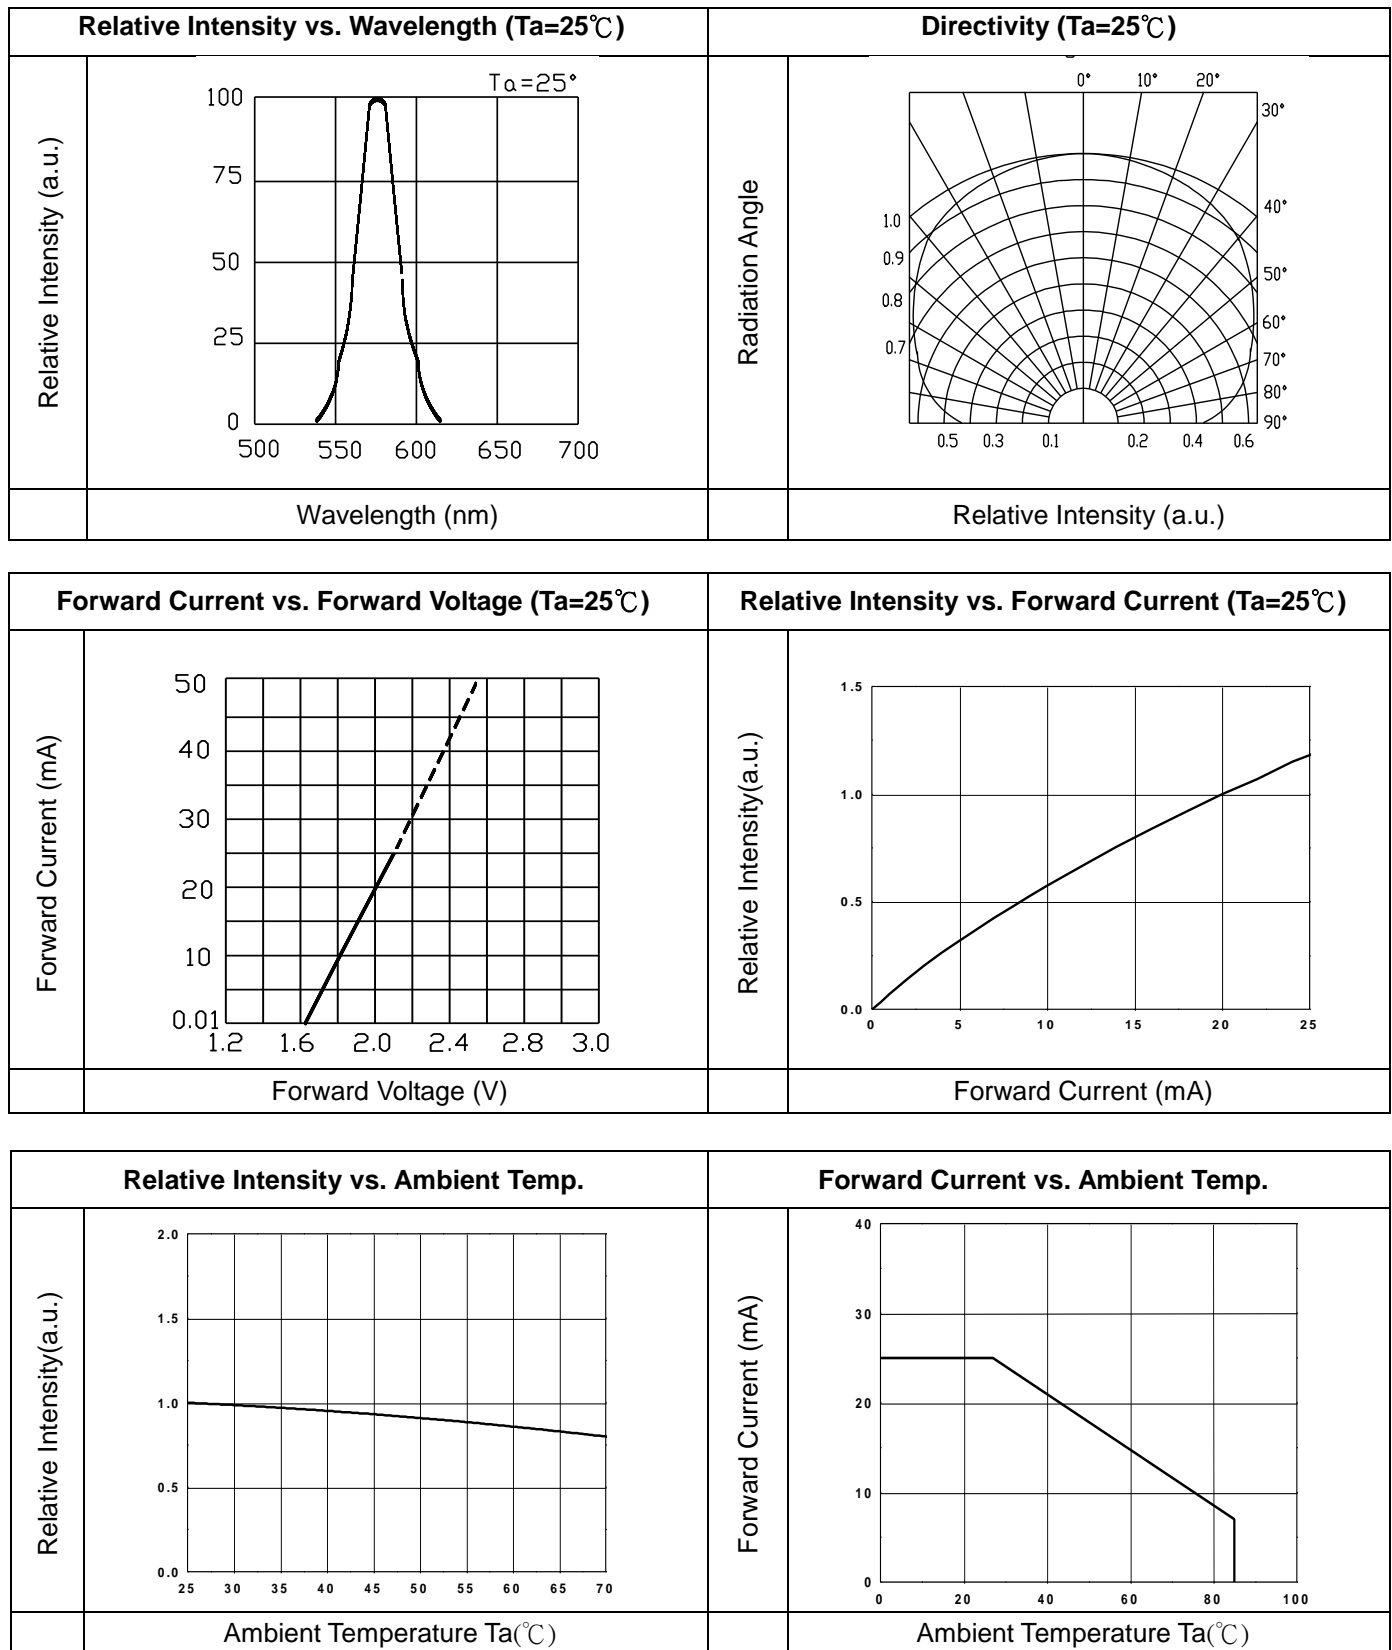 Relative Intensity vs. Wavelength (Ta=25℃)
Directivity (Ta=25℃)
Relative Intensity (a.u.)
Ta=25°
100
75
50
25
0
500 550 600 650 700
Wavelength (nm)
Radiation Angle
0° 10° 20°
30°
40°
50°
60°
70°
80°
90°
1.0
0.9
0.8
0.7
0.5 0.3 0.1 0.2 0.4 0.6
Relative Intensity (a.u.)
Forward Current vs. Forward Voltage (Ta=25℃)
Relative Intensity vs. Forward Current (Ta=25℃)
Forward Current (mA)
50
40
30
20
10
0.01
1.2 1.6 2.0 2.4 2.8 3.0
Forward Voltage (V)
Relative Intensity(a.u.)
1.5
1.0
0.5
0.0
0 5 10 15 20 25
Forward Current (mA)
Relative Intensity vs. Ambient Temp.
Forward Current vs. Ambient Temp.
Relative Intensity(a.u.)
2.0
1.5
1.0
0.5
0.0
25 30 35 40 45 50 55 60 65 70
Ambient Temperature Ta(℃)
Forward Current (mA)
40
30
20
10
0
0 20 40 60 80 100
Ambient Temperature Ta(℃)